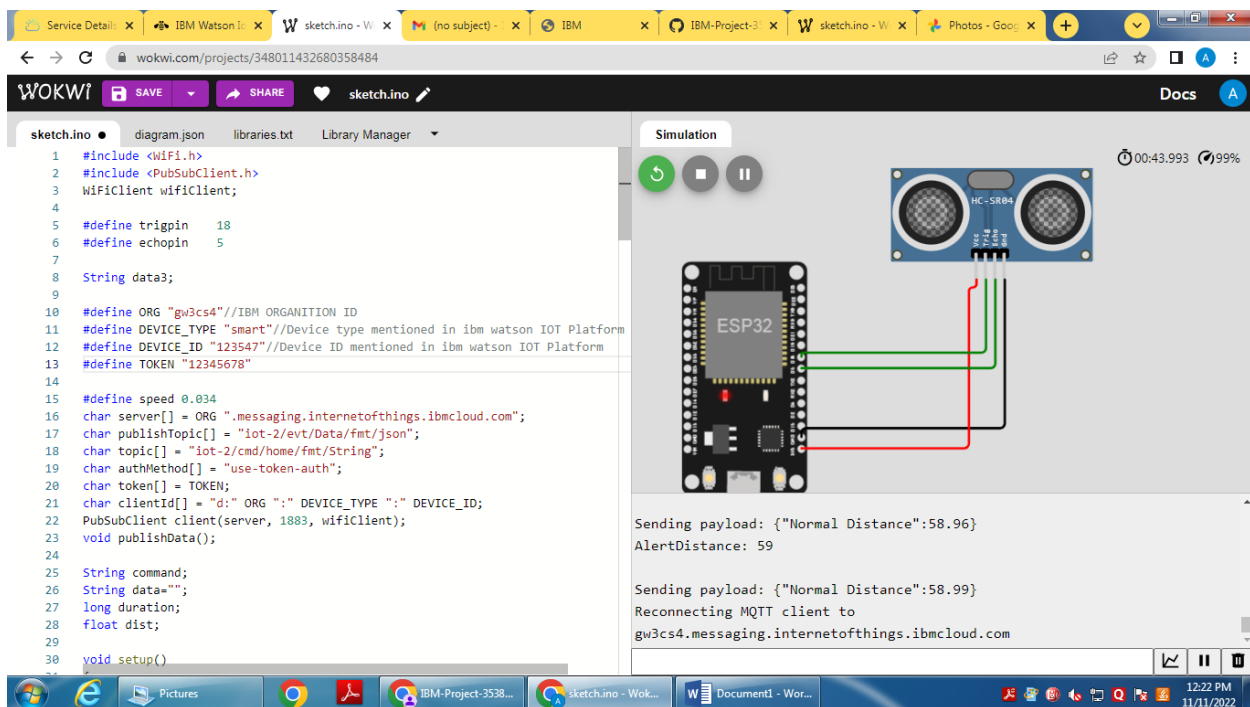 Service Details
IBM Watson Io
sketch.ino - W
(no subject) -
IBM
IBM-Project-3
sketch.ino - W
Photos - Goog
wokwi.com/projects/348011432680358484
A
WOKWI
SAVE
SHARE
sketch.ino
Docs
A
sketch.ino ●
diagram.json
libraries.txt
Library Manager
1 #include <WiFi.h>
2 #include <PubSubClient.h>
3 WiFiClient wifiClient;
4
5 #define trigpin    18
6 #define echopin    5
7
8 String data3;
9
10 #define ORG "gw3cs4"//IBM ORGANITION ID
11 #define DEVICE_TYPE "smart"//Device type mentioned in ibm watson IOT Platform
12 #define DEVICE_ID "123547"//Device ID mentioned in ibm watson IOT Platform
13 #define TOKEN "12345678"
14
15 #define speed 0.034
16 char server[] = ORG ".messaging.internetofthings.ibmcloud.com";
17 char publishTopic[] = "iot-2/evt/Data/fmt/json";
18 char topic[] = "iot-2/cmd/home/fmt/String";
19 char authMethod[] = "use-token-auth";
20 char token[] = TOKEN;
21 char clientId[] = "d:" ORG ":" DEVICE_TYPE ":" DEVICE_ID;
22 PubSubClient client(server, 1883, wifiClient);
23 void publishData();
24
25 String command;
26 String data="";
27 long duration;
28 float dist;
29
30 void setup()
Simulation
00:43.993
99%
HC-SR04
Vcc
Trig
Echo
Gnd
ESP32
Sending payload: {"Normal Distance":58.96}
AlertDistance: 59
Sending payload: {"Normal Distance":58.99}
Reconnecting MQTT client to
gw3cs4.messaging.internetofthings.ibmcloud.com
Pictures
IBM-Project-3538...
sketch.ino - Wok...
Document1 - Wor...
12:22 PM
11/11/2022